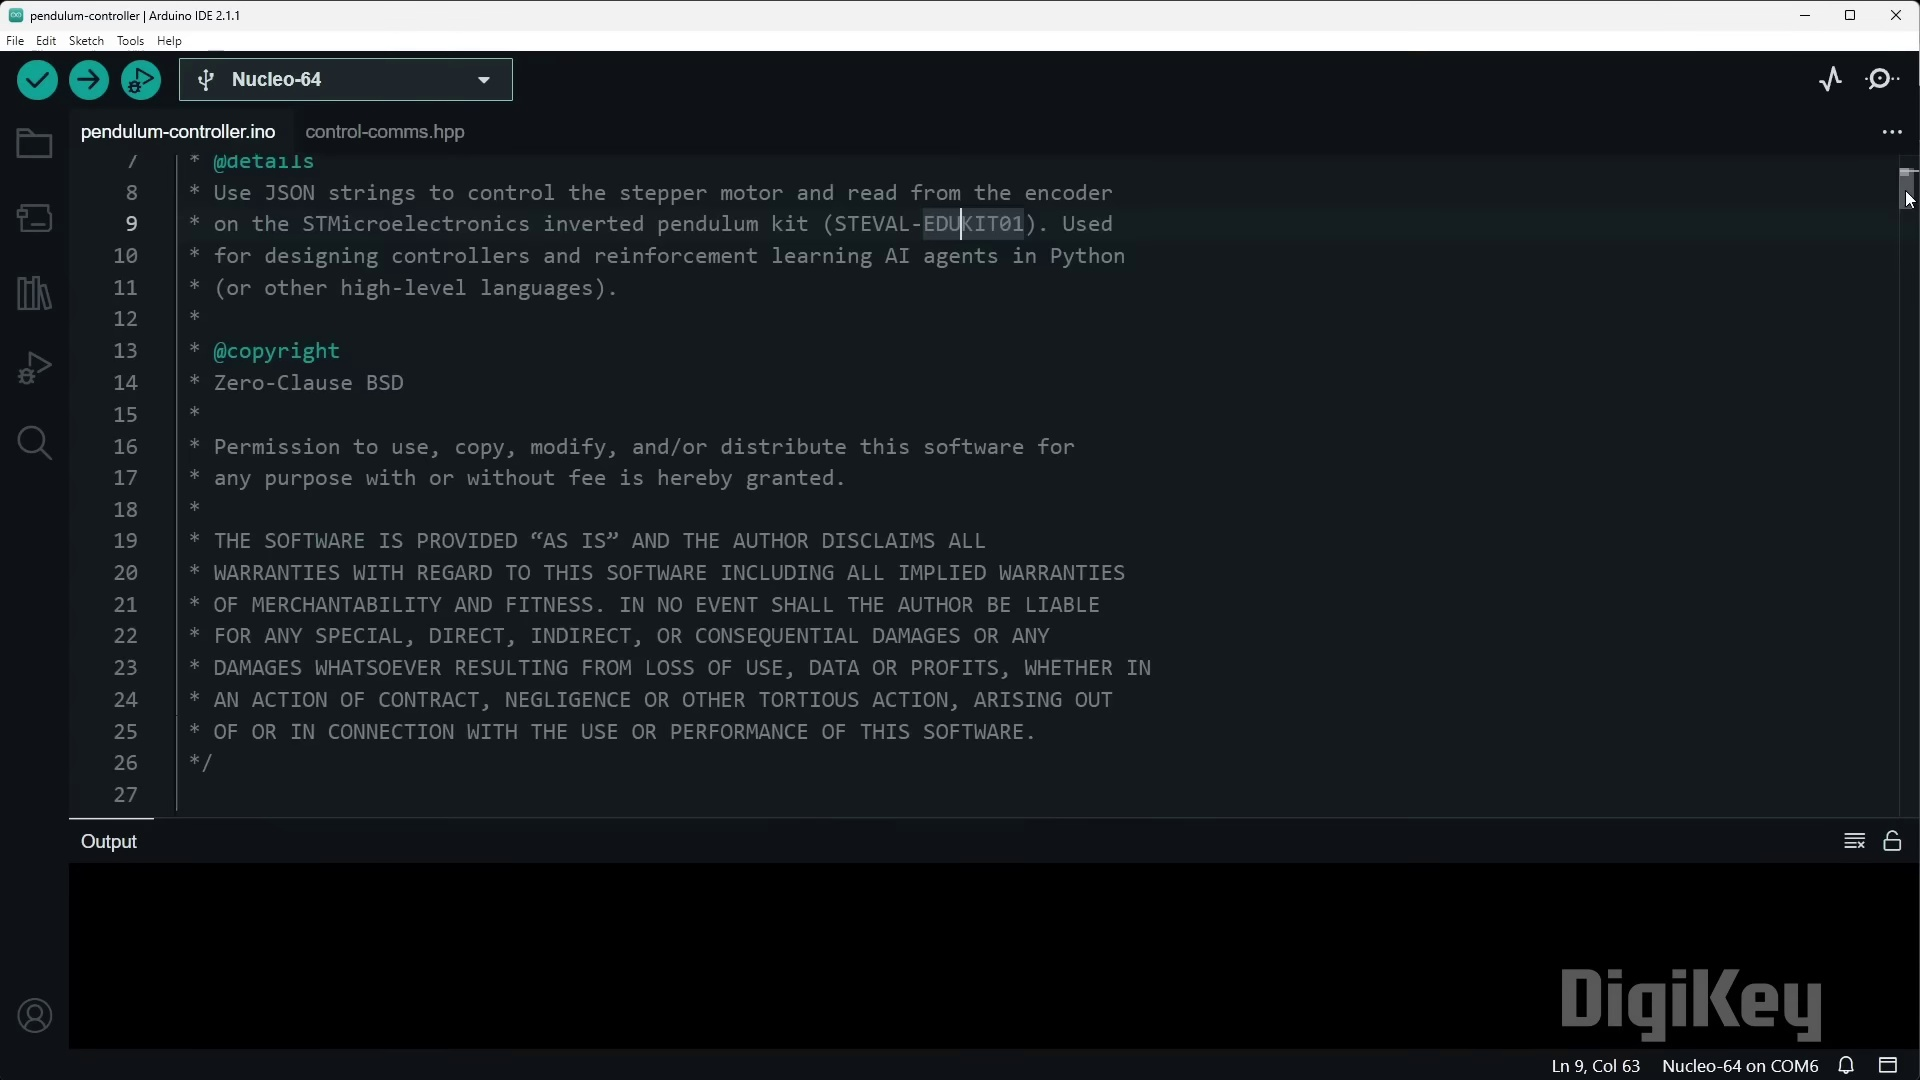 pendulum-controller | Arduino IDE 2.1.1
File Edit Sketch Tools Help
Nucleo-64
pendulum-controller.ino control-comms.hpp
7 * @details
8 * Use JSON strings to control the stepper motor and read from the encoder
9 * on the STMicroelectronics inverted pendulum kit (STEVAL-EDUKIT01). Used
10 * for designing controllers and reinforcement learning AI agents in Python
11 * (or other high-level languages).
12 *
13 * @copyright
14 * Zero-Clause BSD
15 *
16 * Permission to use, copy, modify, and/or distribute this software for
17 * any purpose with or without fee is hereby granted.
18 *
19 * THE SOFTWARE IS PROVIDED “AS IS” AND THE AUTHOR DISCLAIMS ALL
20 * WARRANTIES WITH REGARD TO THIS SOFTWARE INCLUDING ALL IMPLIED WARRANTIES
21 * OF MERCHANTABILITY AND FITNESS. IN NO EVENT SHALL THE AUTHOR BE LIABLE
22 * FOR ANY SPECIAL, DIRECT, INDIRECT, OR CONSEQUENTIAL DAMAGES OR ANY
23 * DAMAGES WHATSOEVER RESULTING FROM LOSS OF USE, DATA OR PROFITS, WHETHER IN
24 * AN ACTION OF CONTRACT, NEGLIGENCE OR OTHER TORTIOUS ACTION, ARISING OUT
25 * OF OR IN CONNECTION WITH THE USE OR PERFORMANCE OF THIS SOFTWARE.
26 */
27
Output
DigiKey
Ln 9, Col 63 Nucleo-64 on COM6